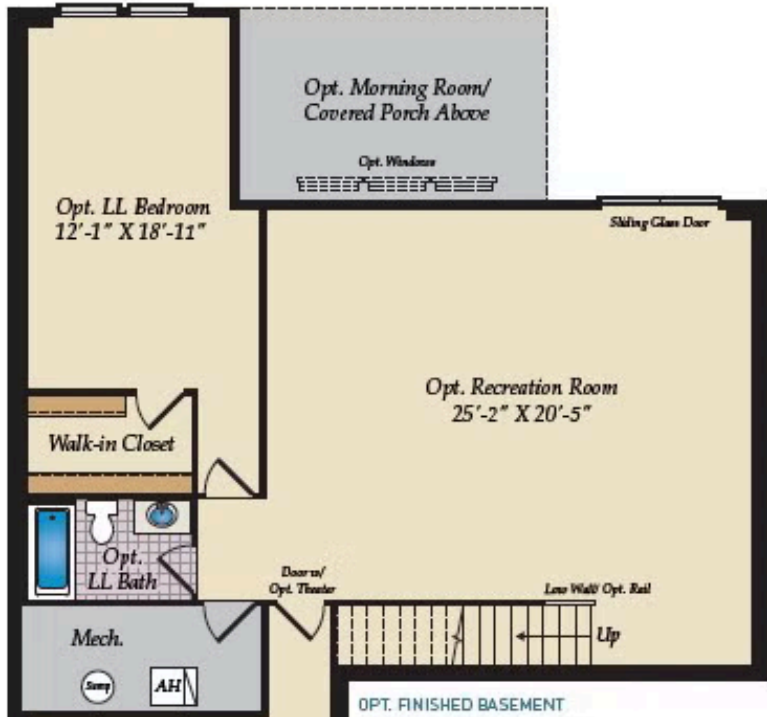 Opt. Morning Room/
Covered Porch Above
Opt. Windows
Opt. LL Bedroom
12'-1" X 18'-11"
Sliding Glass Door
Opt. Recreation Room
25'-2" X 20'-5"
Walk-in Closet
Opt.
LL Bath
Door w/
Opt. Theater
Low Wall/ Opt. Rail
Up
Mech.
Sump
AH
OPT. FINISHED BASEMENT